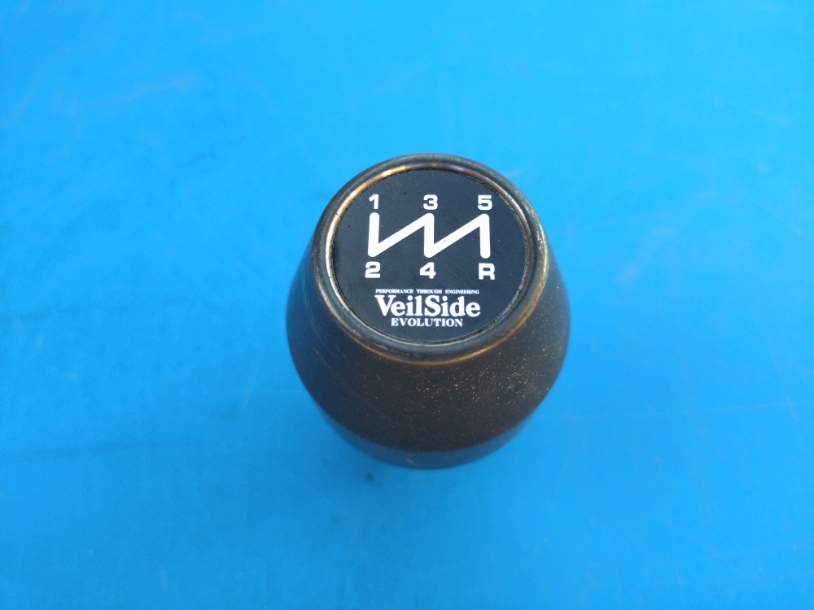 1 3 5
2 4 R
PERFORMANCE THROUGH ENGINEERING
VeilSide
EVOLUTION